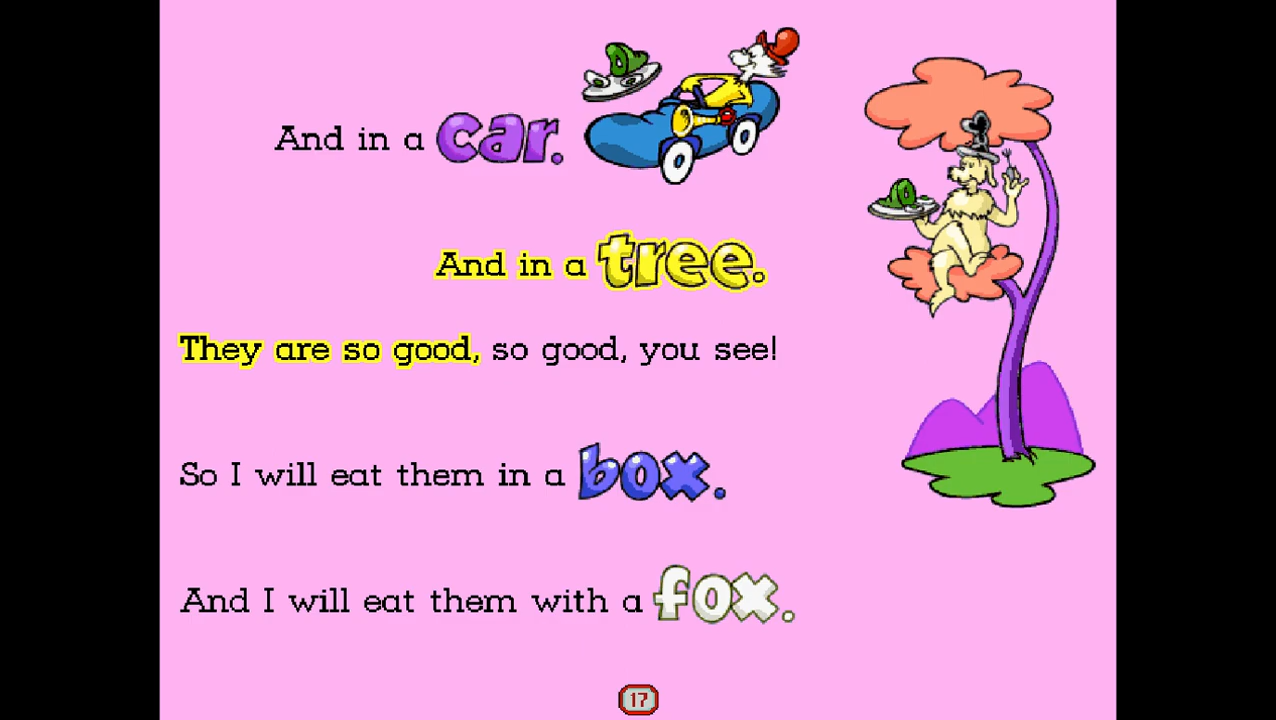 And in a car.
And in a tree.
They are so good, so good, you see!
So I will eat them in a box.
And I will eat them with a fox.
17